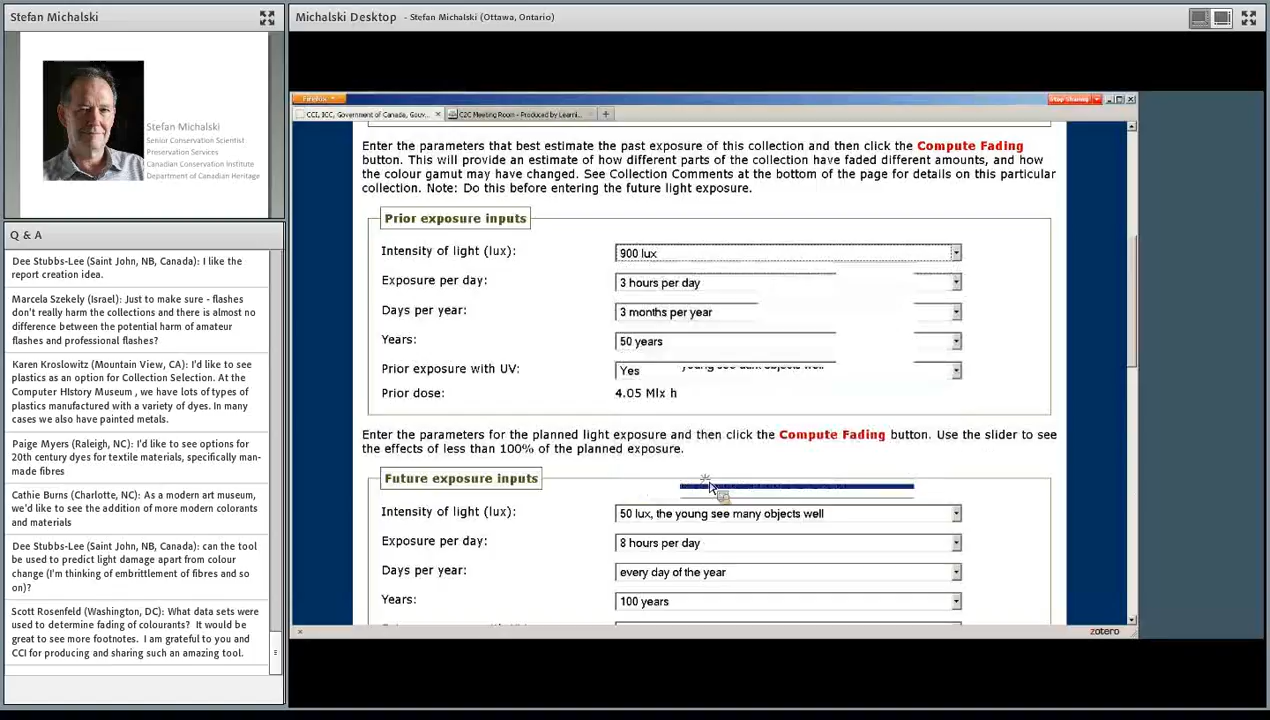 Stefan Michalski
Stefan Michalski
Senior Conservation Scientist
Preservation Services
Canadian Conservation Institute
Department of Canadian Heritage
Q & A
Dee Stubbs-Lee (Saint John, NB, Canada): I like the
report creation idea.
Marcela Szekely (Israel): Just to make sure - flashes
don't really harm the collections and there is almost no
difference between the potential harm of amateur
flashes and professional flashes?
Karen Kroslowitz (Mountain View, CA): I'd like to see
plastics as an option for Collection Selection. At the
Computer HIstory Museum , we have lots of types of
plastics manufactured with a variety of dyes. In many
cases we also have painted metals.
Paige Myers (Raleigh, NC): I'd like to see options for
20th century dyes for textile materials, specifically man-
made fibres
Cathie Burns (Charlotte, NC): As a modern art museum,
we'd like to see the addition of more modern colorants
and materials
Dee Stubbs-Lee (Saint John, NB, Canada): can the tool
be used to predict light damage apart from colour
change (I'm thinking of embrittlement of fibres and so
on)?
Scott Rosenfeld (Washington, DC): What data sets were
used to determine fading of colourants? It would be
great to see more footnotes. I am grateful to you and
CCI for producing and sharing such an amazing tool.
Michalski Desktop - Stefan Michalski (Ottawa, Ontario)
Firefox
Stop Sharing
CCI, ICC, Government of Canada, Gouv...
C2C Meeting Room - Produced by Learni...
Enter the parameters that best estimate the past exposure of this collection and then click the Compute Fading
button. This will provide an estimate of how different parts of the collection have faded different amounts, and how
the colour gamut may have changed. See Collection Comments at the bottom of the page for details on this particular
collection. Note: Do this before entering the future light exposure.
Prior exposure inputs
Intensity of light (lux): 900 lux
Exposure per day: 3 hours per day
Days per year: 3 months per year
Years: 50 years
Prior exposure with UV: Yes young see dark objects well
Prior dose: 4.05 Mlx h
Enter the parameters for the planned light exposure and then click the Compute Fading button. Use the slider to see
the effects of less than 100% of the planned exposure.
Future exposure inputs
Intensity of light (lux): 50 lux, the young see many objects well
Exposure per day: 8 hours per day
Days per year: every day of the year
Years: 100 years
zotero